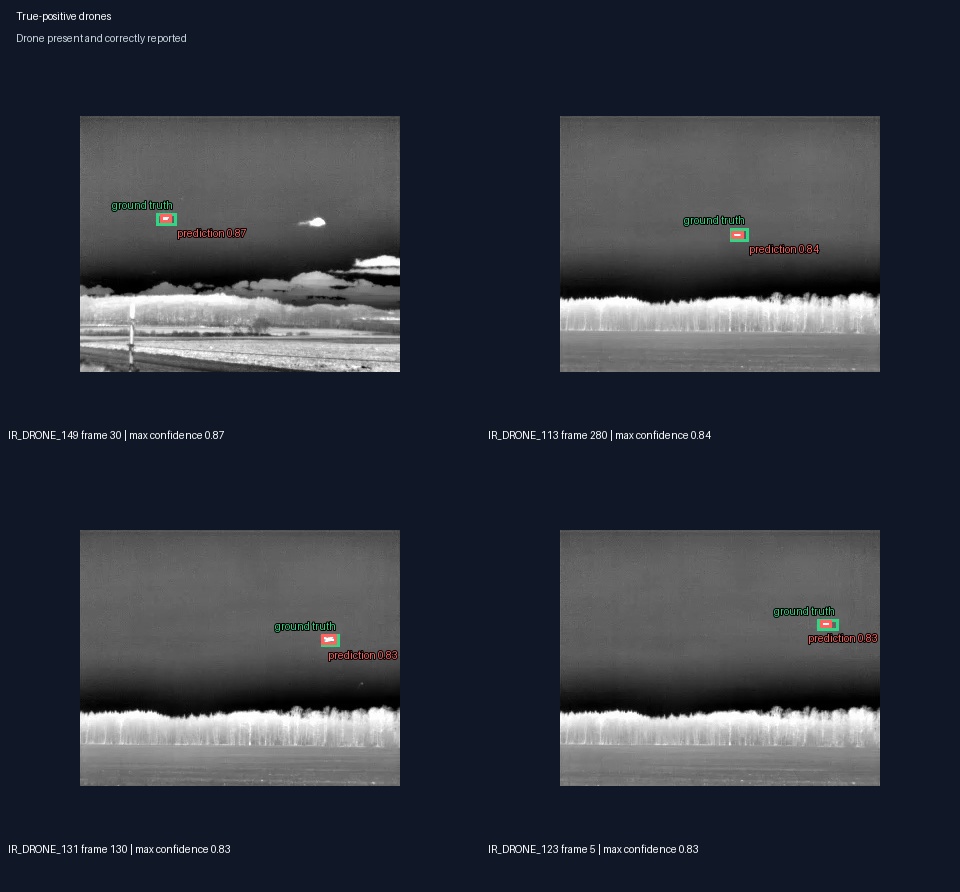 True-positive drones
Drone present and correctly reported
ground truth
prediction 0.87
ground truth
prediction 0.84
IR_DRONE_149 frame 30 | max confidence 0.87
IR_DRONE_113 frame 280 | max confidence 0.84
ground truth
prediction 0.83
ground truth
prediction 0.83
IR_DRONE_131 frame 130 | max confidence 0.83
IR_DRONE_123 frame 5 | max confidence 0.83